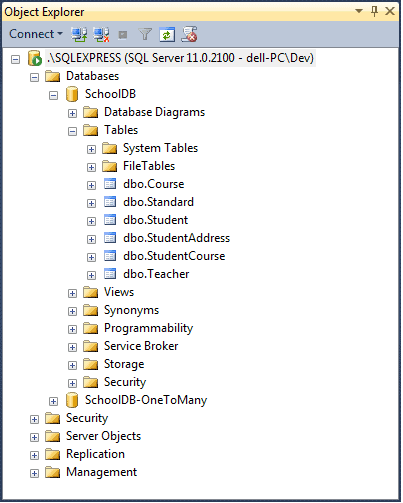 Object Explorer
Connect
.\SQLEXPRESS (SQL Server 11.0.2100 - dell-PC\Dev)
Databases
SchoolDB
Database Diagrams
Tables
System Tables
FileTables
dbo.Course
dbo.Standard
dbo.Student
dbo.StudentAddress
dbo.StudentCourse
dbo.Teacher
Views
Synonyms
Programmability
Service Broker
Storage
Security
SchoolDB-OneToMany
Security
Server Objects
Replication
Management